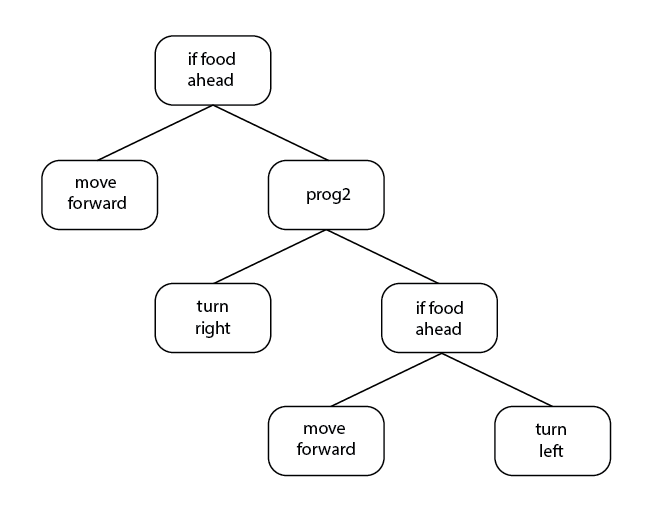 if food
ahead
move
forward
prog2
turn
right
if food
ahead
move
forward
turn
left